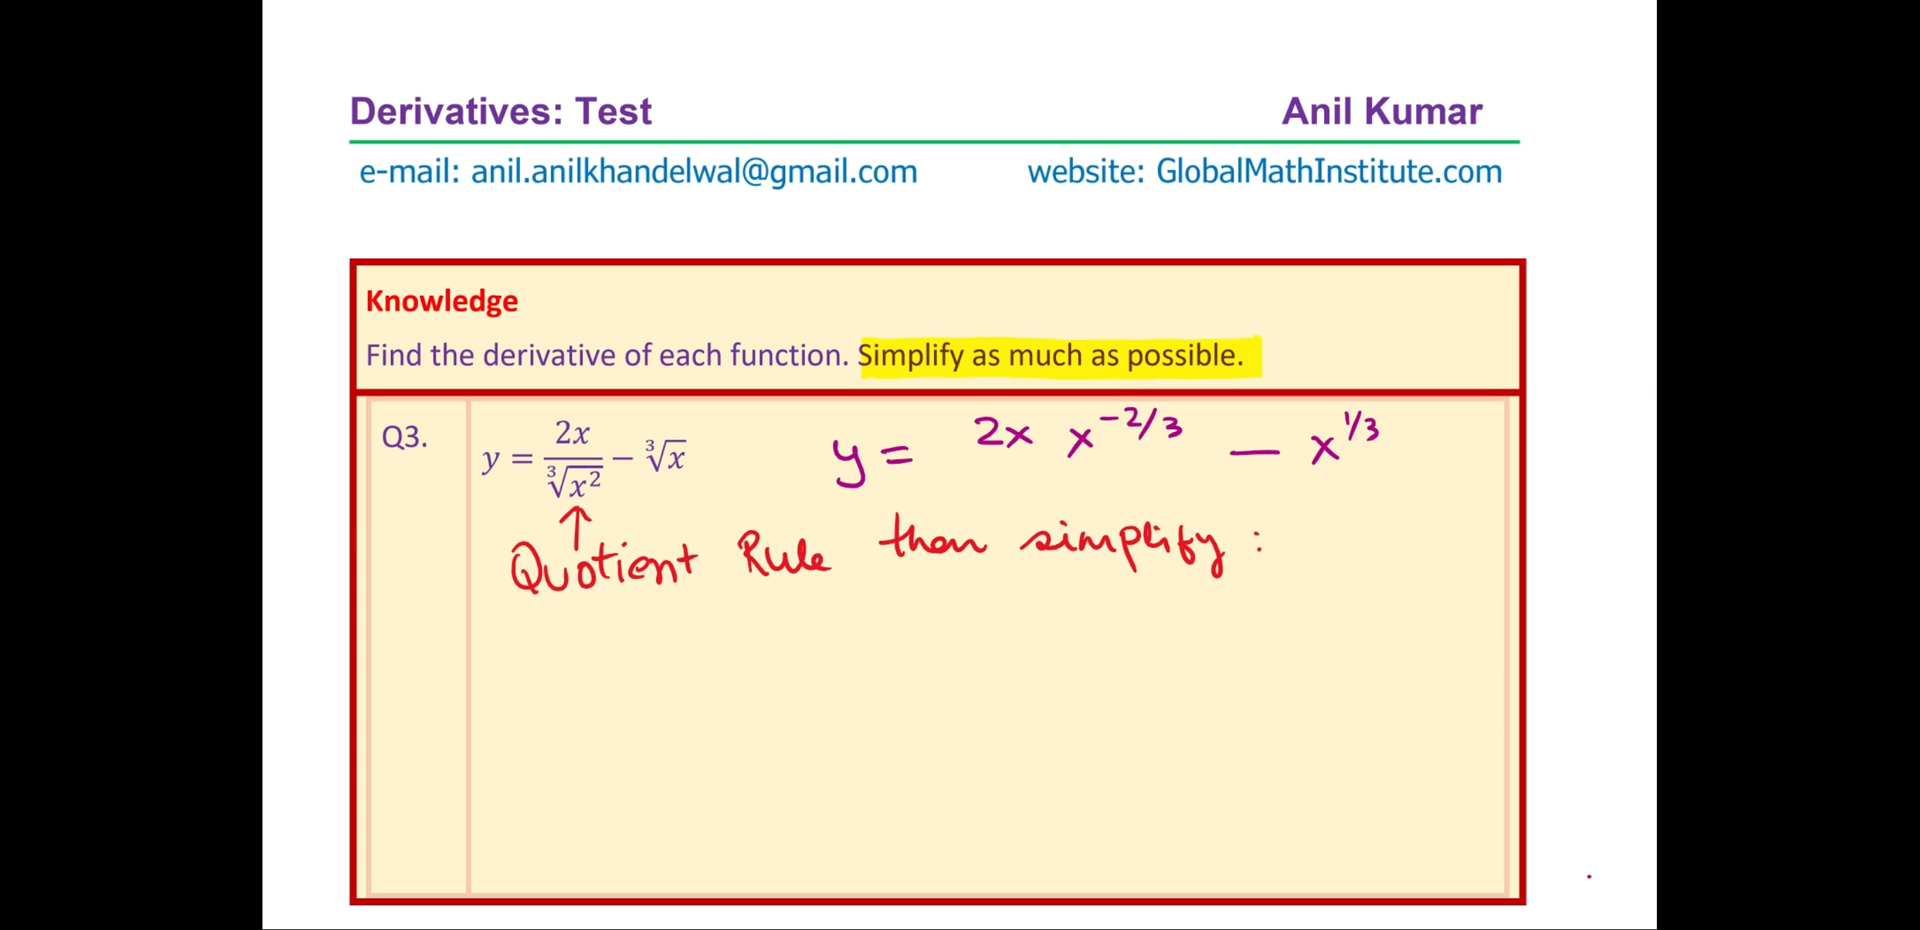 Derivatives: Test Anil Kumar
e-mail: anil.anilkhandelwal@gmail.com website: GlobalMathInstitute.com
Knowledge
Find the derivative of each function. Simplify as much as possible.
Q3. y = 2x/∛x² − ∛x y = 2x x^(-2/3) − x^(1/3)
Quotient Rule then simplify: